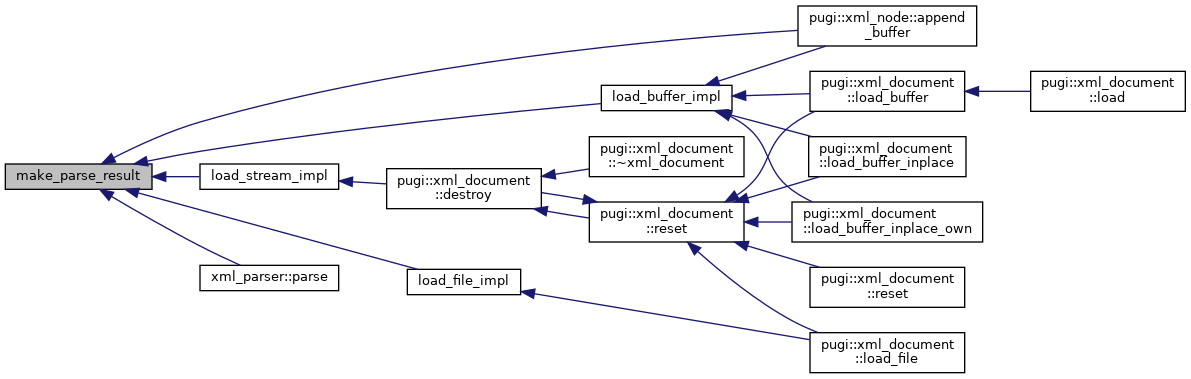 pugi::xml_node::append
_buffer
load_buffer_impl
pugi::xml_document
::load_buffer
pugi::xml_document
::load
pugi::xml_document
::~xml_document
pugi::xml_document
::load_buffer_inplace
make_parse_result
load_stream_impl
pugi::xml_document
::destroy
pugi::xml_document
::reset
pugi::xml_document
::load_buffer_inplace_own
xml_parser::parse
load_file_impl
pugi::xml_document
::reset
pugi::xml_document
::load_file